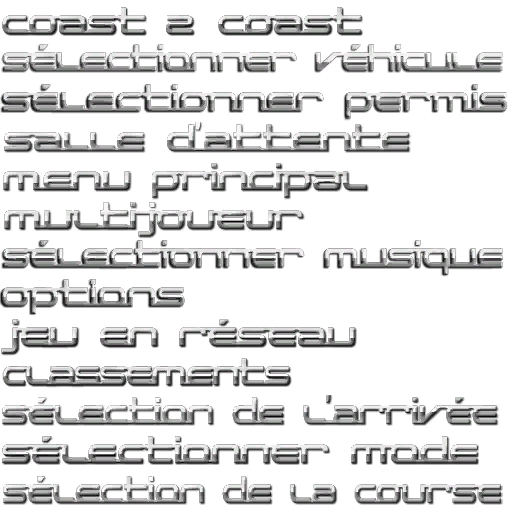 coast 2 coast
sélectionner véhicule
sélectionner permis
salle d'attente
menu principal
multijoueur
sélectionner musique
options
jeu en réseau
classements
sélection de l'arrivée
sélectionner mode
sélection de la course